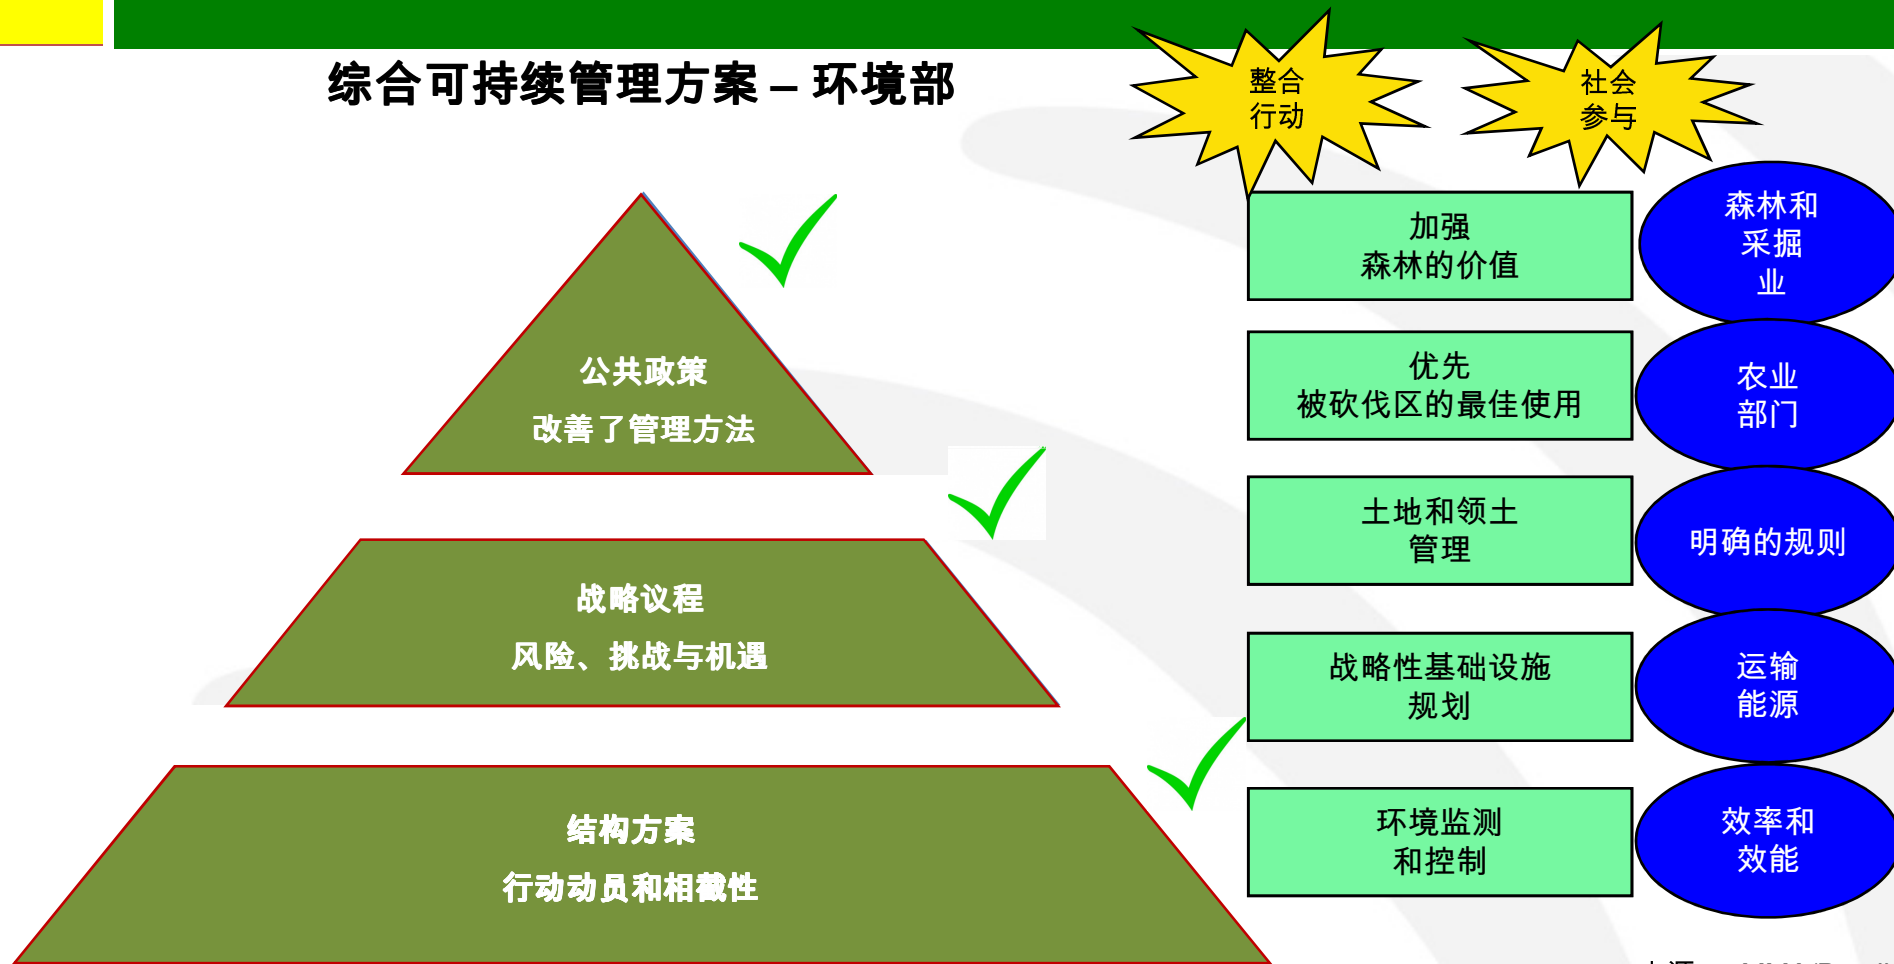 综合可持续管理方案 – 环境部
整合
行动
社会
参与
公共政策
改善了管理方法
战略议程
风险、挑战与机遇
结构方案
行动动员和相截性
加强
森林的价值
森林和
采掘
业
优先
被砍伐区的最佳使用
农业
部门
土地和领土
管理
明确的规则
战略性基础设施
规划
运输
能源
环境监测
和控制
效率和
效能